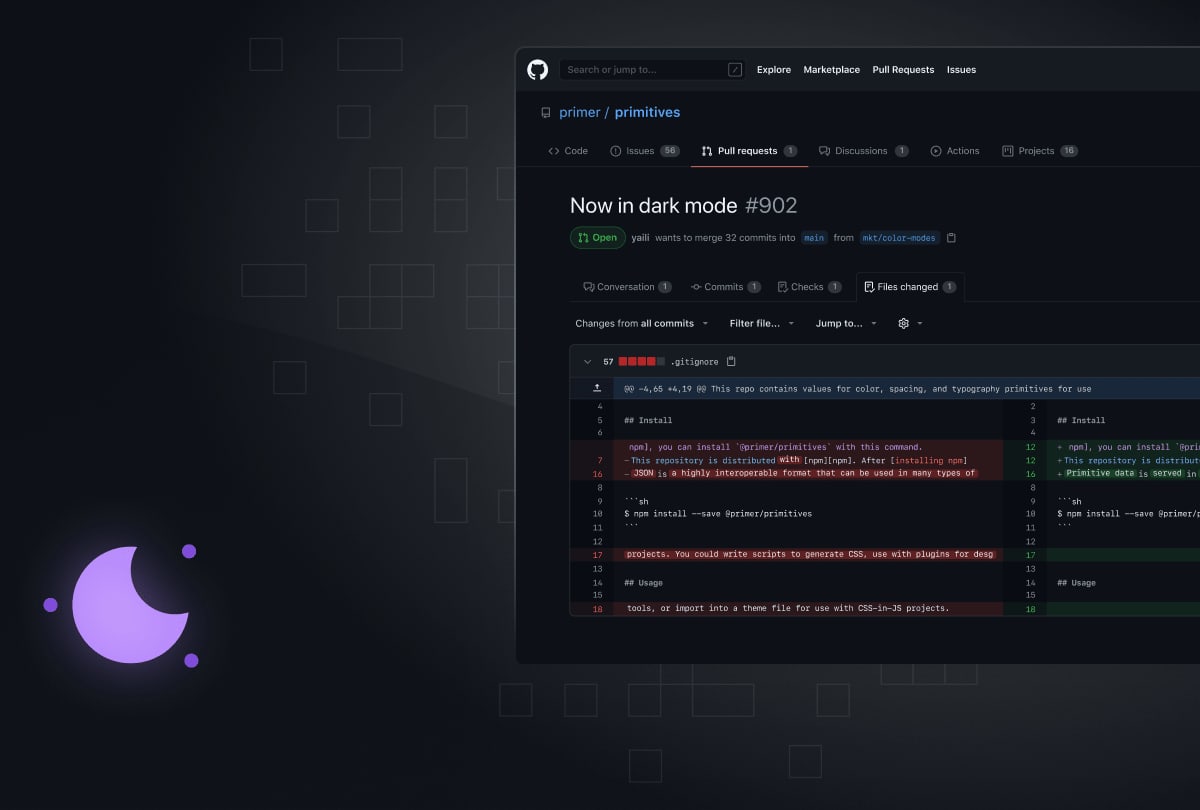 Search or jump to... / Explore Marketplace Pull Requests Issues
primer / primitives
Code Issues 56 Pull requests 1 Discussions 1 Actions Projects 16
Now in dark mode #902
Open yaili wants to merge 32 commits into main from mkt/color-modes
Conversation 1 Commits 1 Checks 1 Files changed 1
Changes from all commits Filter file... Jump to...
57 .gitignore
@@ -4,65 +4,19 @@ This repo contains values for color, spacing, and typography primitives for use
4 2
5 ## Install 3 ## Install
6 4
npm], you can install `@primer/primitives` with this command. 12 + npm], you can install `@pri
7 -This repository is distributed with [npm][npm]. After [installing npm] 12 +This repository is distribut
16 -JSON is a highly interoperable format that can be used in many types of 16 +Primitive data is served in
8 8
9 ```sh 9 ```sh
10 $ npm install --save @primer/primitives 10 $ npm install --save @primer/p
11 ``` 11 ```
12 12
17 projects. You could write scripts to generate CSS, use with plugins for desg 17
13 13
14 ## Usage 14 ## Usage
15 15
18 tools, or import into a theme file for use with CSS-in-JS projects. 18